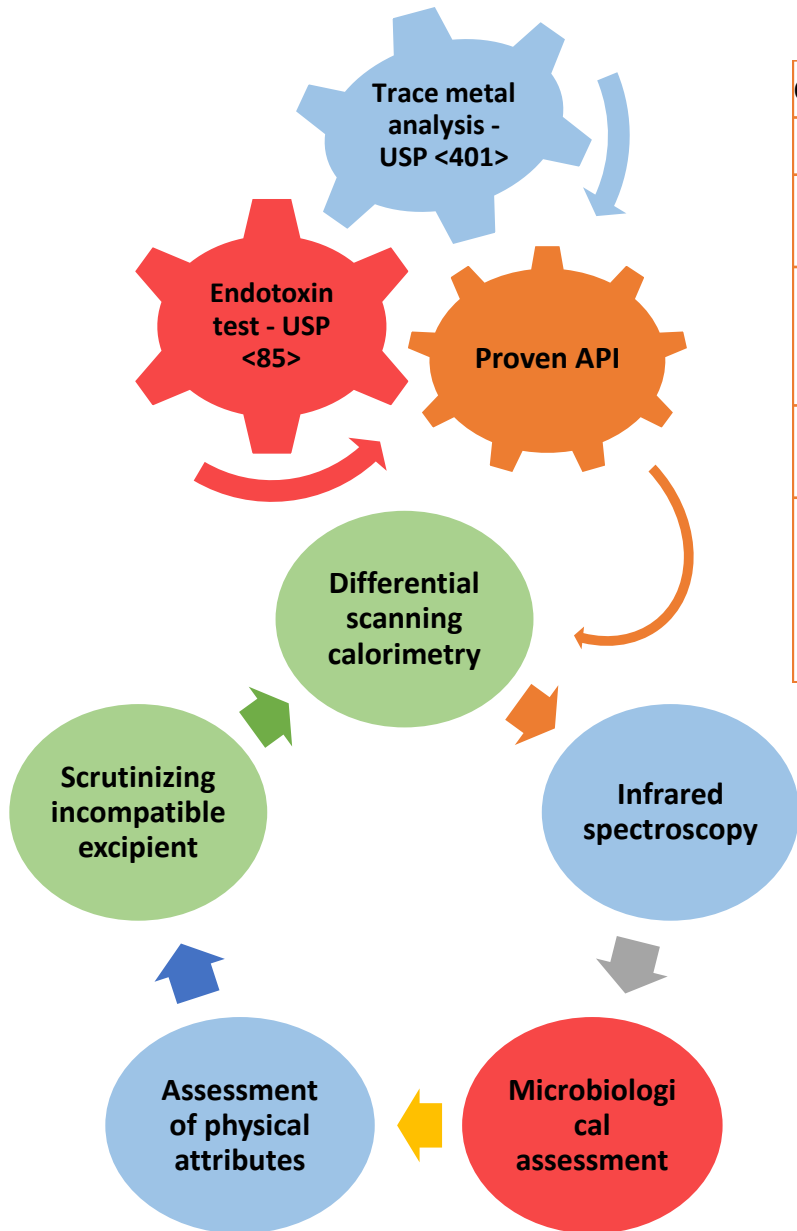 Trace metal
analysis -
USP <401>
Endotoxin
test - USP
<85>
Proven API
Differential
scanning
calorimetry
Scrutinizing
incompatible
excipient
Infrared
spectroscopy
Assessment
of physical
attributes
Microbiologi
cal
assessment